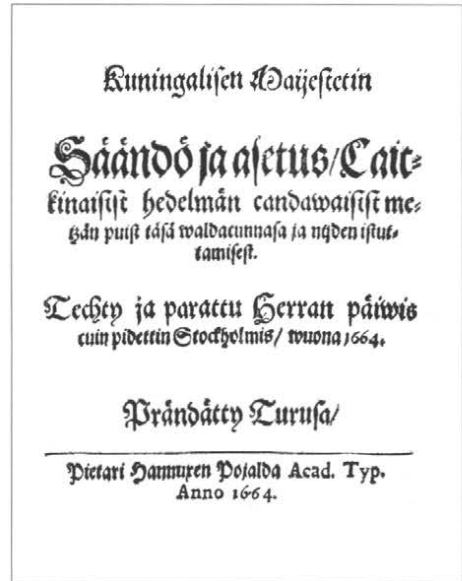 Kuningalisen Maijestetin
Säändö ja asetus/ Cait-
kinaisist hedelmän candawaisist me-
tzän puist täsä waldacunnasa ja nijden istut-
tamisest.
Techty ja parattu Herran päiwis
cuin pidettin Stockholmis/ wuona 1664.
Prändätty Turusa/
Pietari Hannuxen Pojalda Acad. Typ.
Anno 1664.